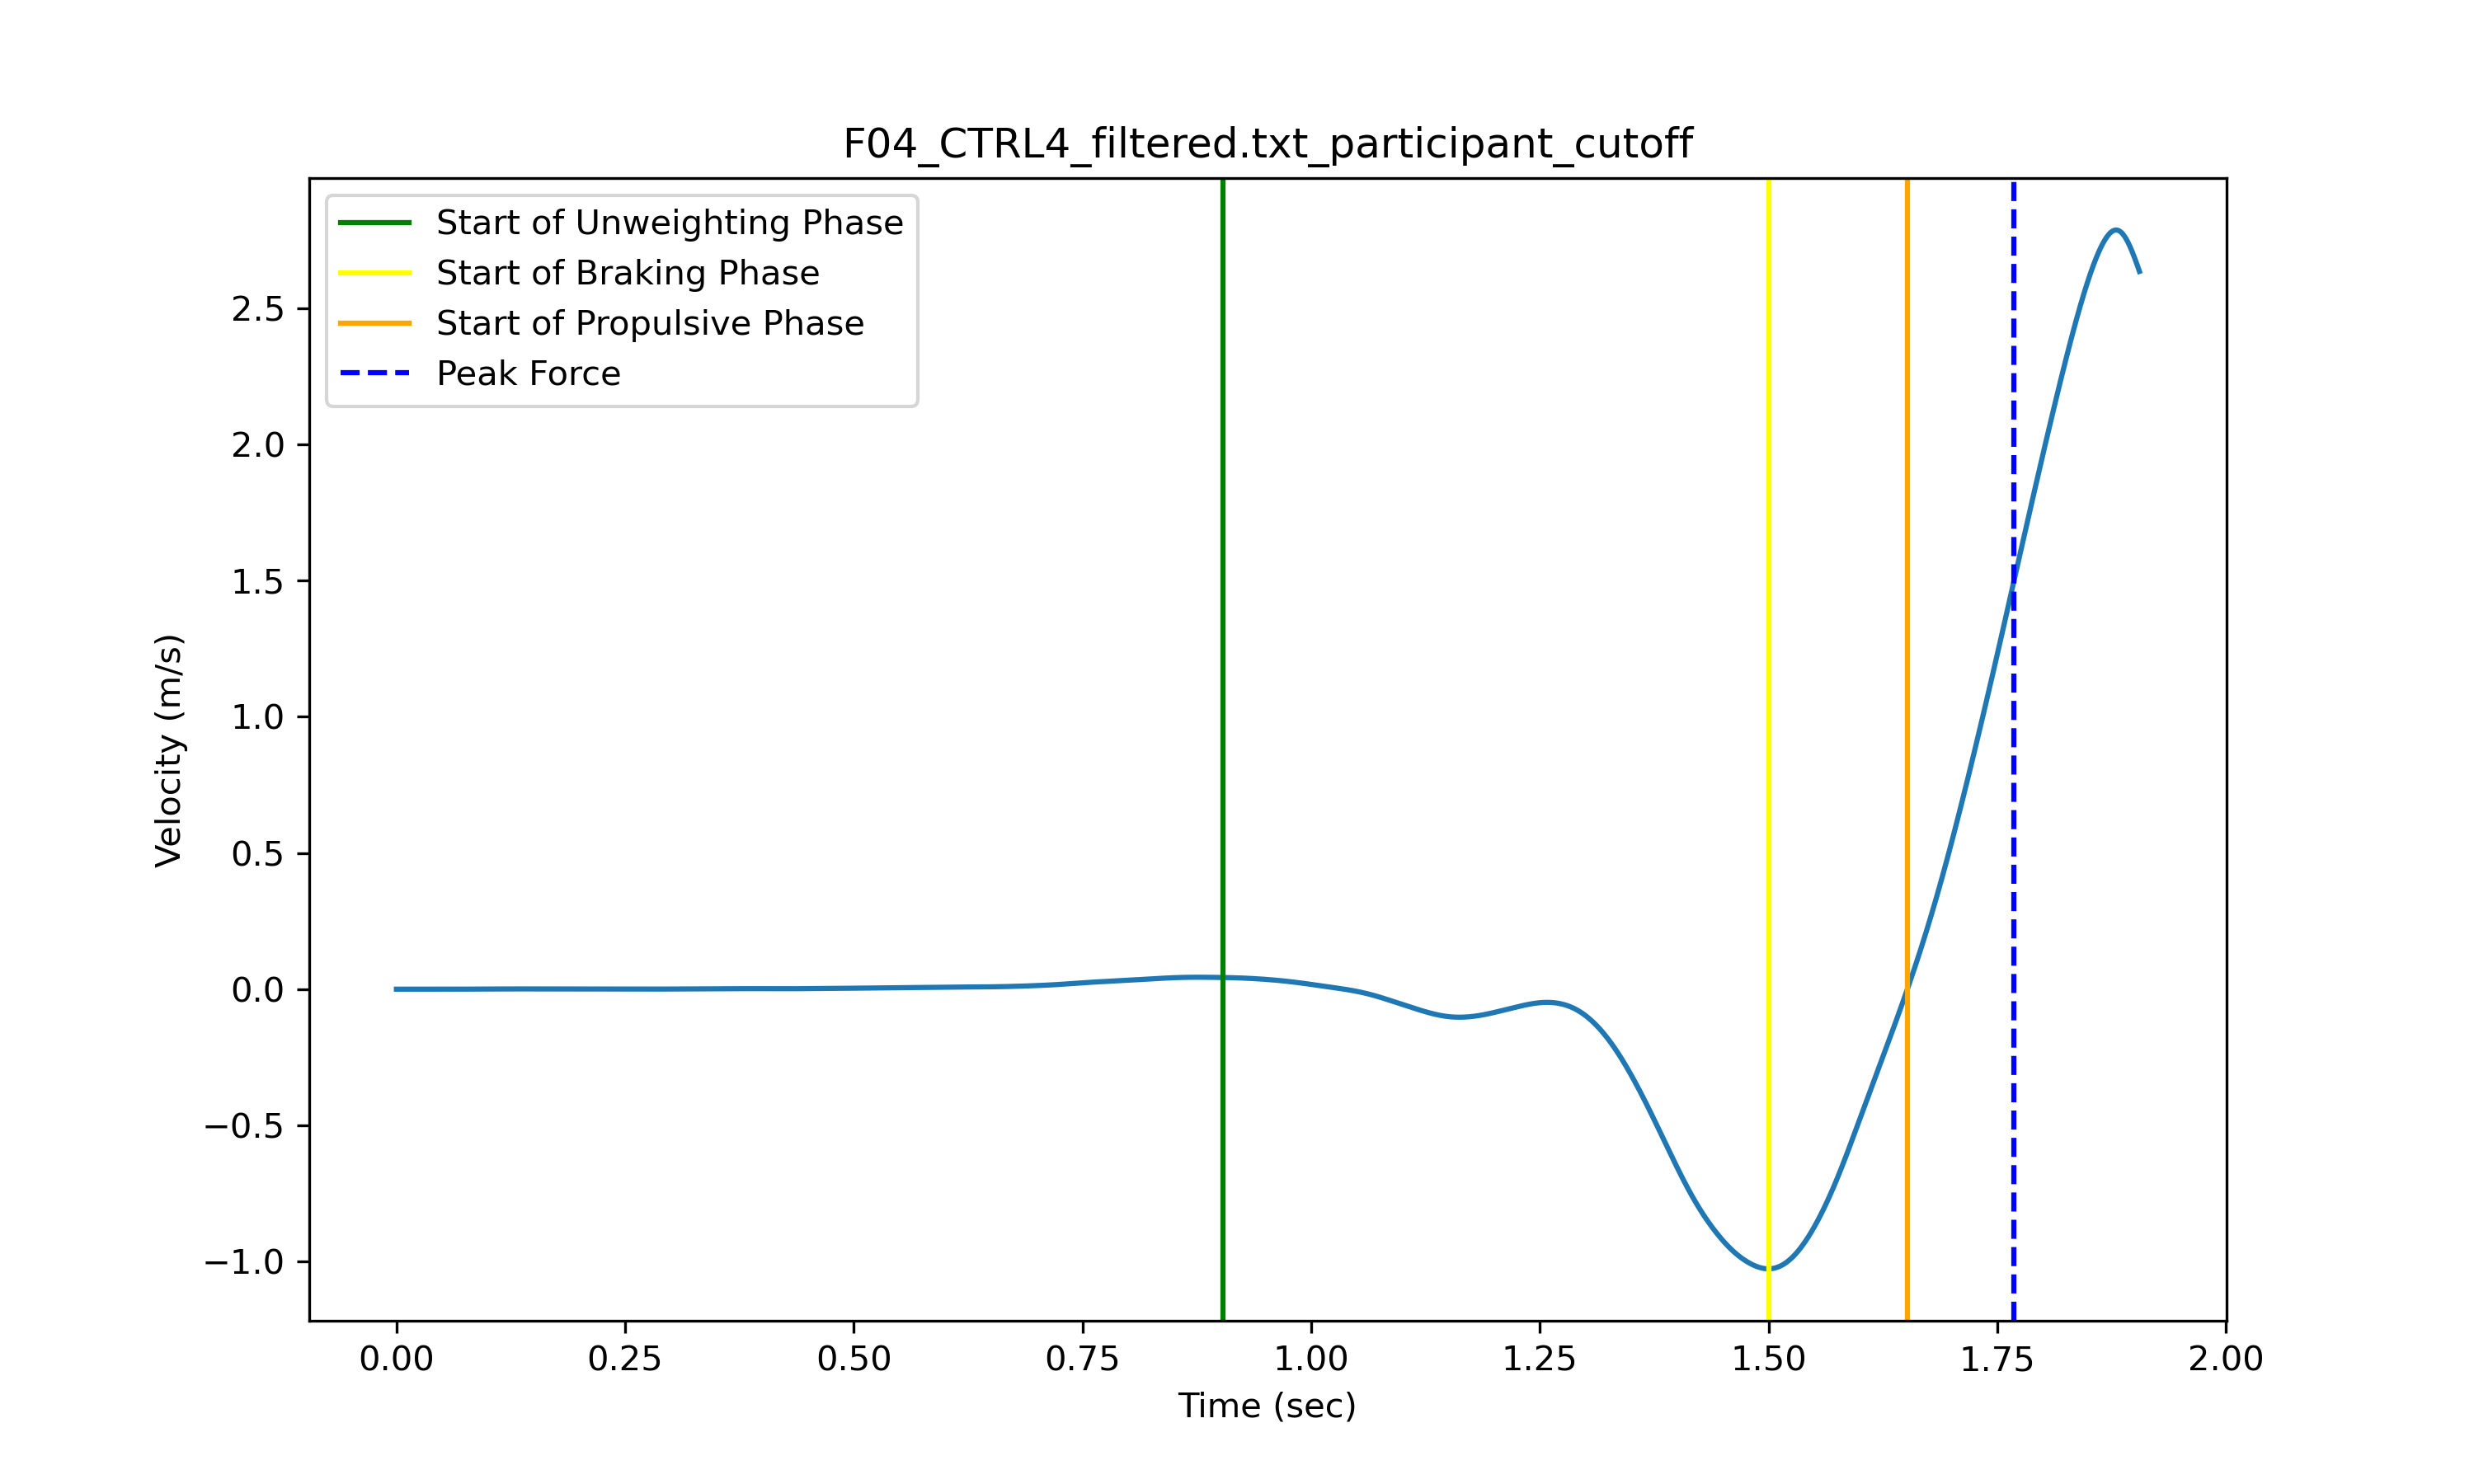 F04_CTRL4_filtered.txt_participant_cutoff
Start of Unweighting Phase
Start of Braking Phase
Start of Propulsive Phase
Peak Force
2.5
2.0
1.5
1.0
0.5
0.0
−0.5
−1.0
Velocity (m/s)
0.00 0.25 0.50 0.75 1.00 1.25 1.50 1.75 2.00
Time (sec)